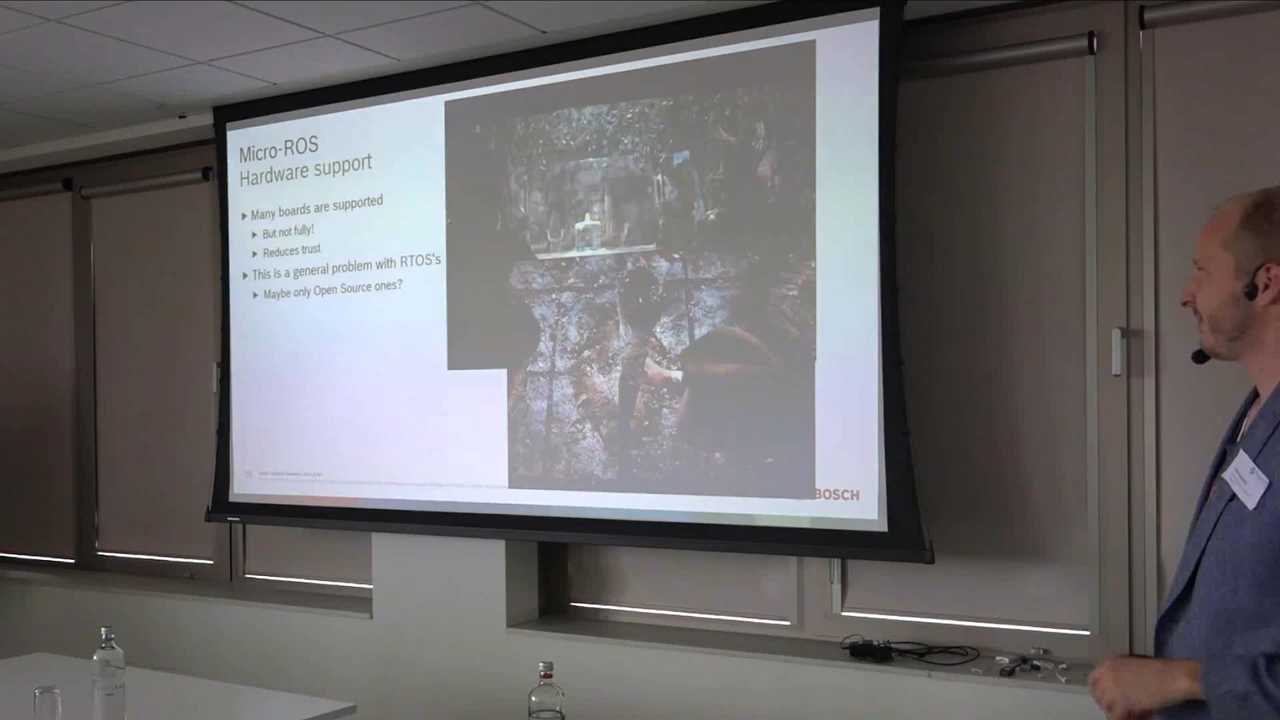 Micro-ROS
Hardware support
Many boards are supported
But not fully!
Reduces trust
This is a general problem with RTOS's
Maybe only Open Source ones?
BOSCH